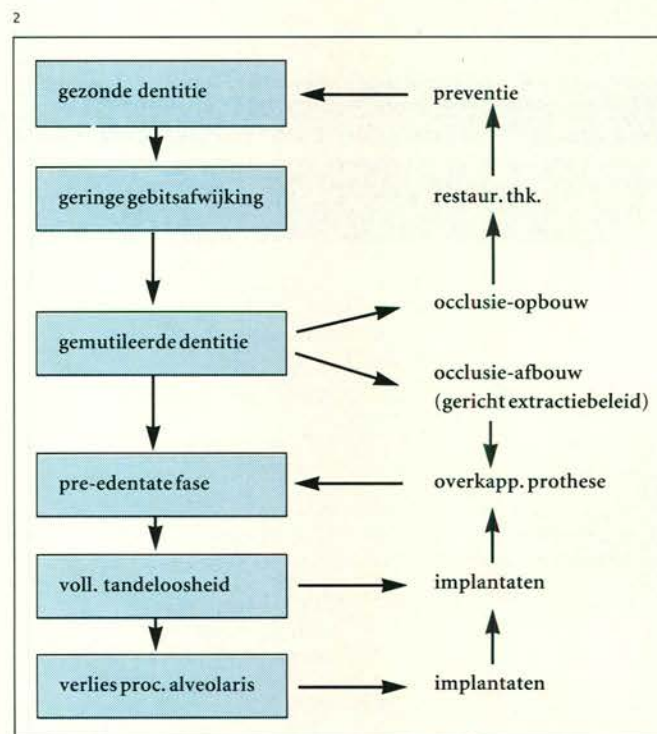 2
gezonde dentitie
preventie
geringe gebitsafwijking
restaur. thk.
occlusie-opbouw
gemutileerde dentitie
occlusie-afbouw
(gericht extractiebeleid)
pre-edentate fase
overkapp. prothese
voll. tandeloosheid
implantaten
verlies proc. alveolaris
implantaten